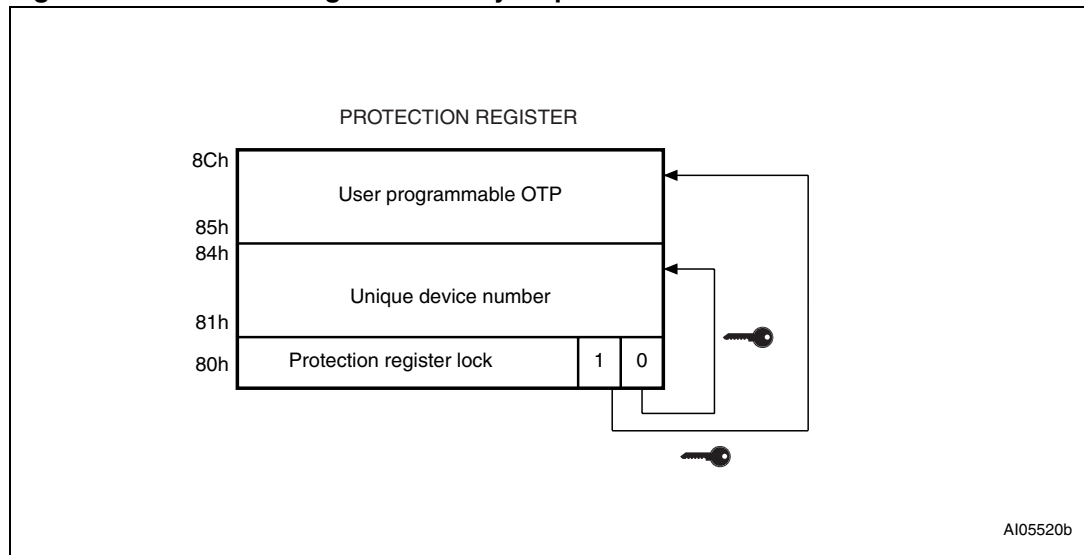 PROTECTION REGISTER
8Ch
User programmable OTP
85h
84h
Unique device number
81h
80h
Protection register lock
1
0
AI05520b